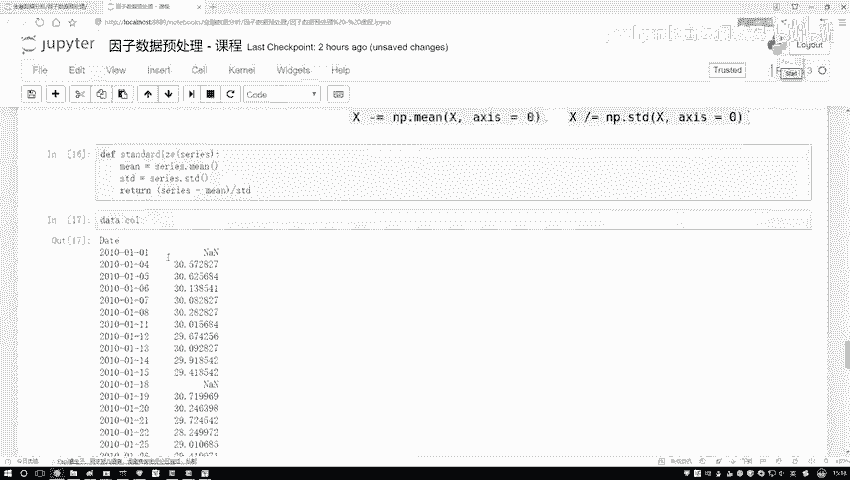 jupyter 因子数据预处理 - 课程 Last Checkpoint: 2 hours ago (unsaved changes)
Logout
File Edit View Insert Cell Kernel Widgets Help
Trusted
Code
Start
X -= np.mean(X, axis = 0) X /= np.std(X, axis = 0)
In [16]: def standardize(series):
mean = series.mean()
std = series.std()
return (series - mean)/std
In [17]: data_col
Out[17]: Date
2010-01-01 NaN
2010-01-04 30.572827
2010-01-05 30.625684
2010-01-06 30.138541
2010-01-07 30.082827
2010-01-08 30.282827
2010-01-11 30.015684
2010-01-12 29.674256
2010-01-13 30.092827
2010-01-14 29.918542
2010-01-15 29.418542
2010-01-18 NaN
2010-01-19 30.719969
2010-01-20 30.246398
2010-01-21 29.724542
2010-01-22 28.249972
2010-01-25 29.010685